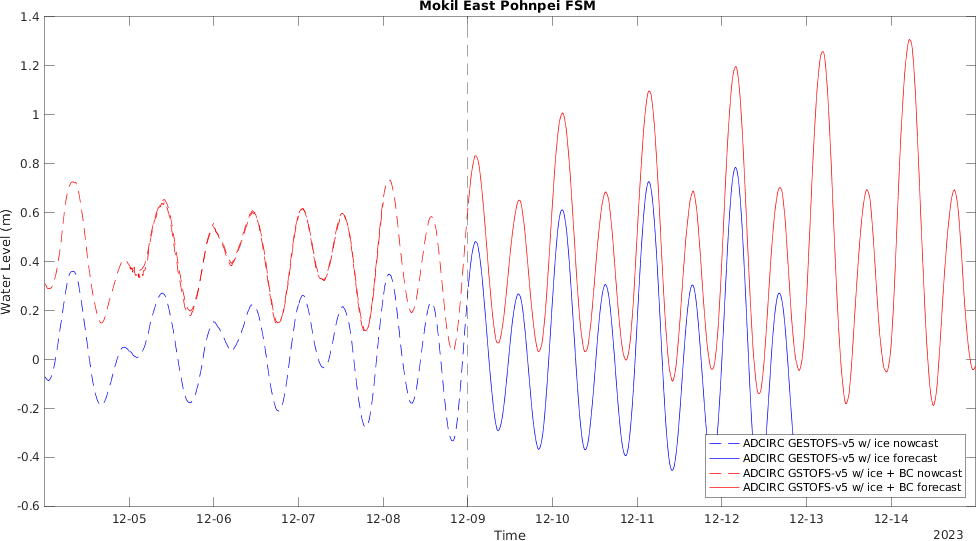 Mokil East Pohnpei FSM
1.4
1.2
1
0.8
0.6
0.4
0.2
0
-0.2
-0.4
-0.6
Water Level (m)
ADCIRC GESTOFS-v5 w/ ice nowcast
ADCIRC GESTOFS-v5 w/ ice forecast
ADCIRC GSTOFS-v5 w/ ice + BC nowcast
ADCIRC GSTOFS-v5 w/ ice + BC forecast
12-05 12-06 12-07 12-08 12-09 12-10 12-11 12-12 12-13 12-14
Time
2023